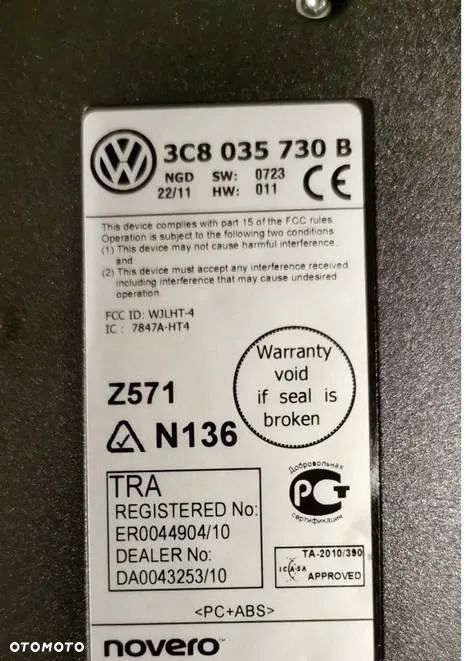 3C8 035 730 B
NGD SW: 0723
22/11 HW: 011
CE
This device complies with part 15 of the FCC rules.
Operation is subject to the following two conditions
(1) This device may not cause harmful interference.
and
(2) This device must accept any interference received
including interference that may cause undesired
operation.
FCC ID: WJLHT-4
IC : 7847A-HT4
Warranty
void
if seal is
broken
Z571
N136
TRA
REGISTERED No:
ER0044904/10
DEALER No:
DA0043253/10
Добровольная
РСТ
сертификация
TA-2010/390
ICASA
APPROVED
<PC+ABS>
novero™
OTOMOTO